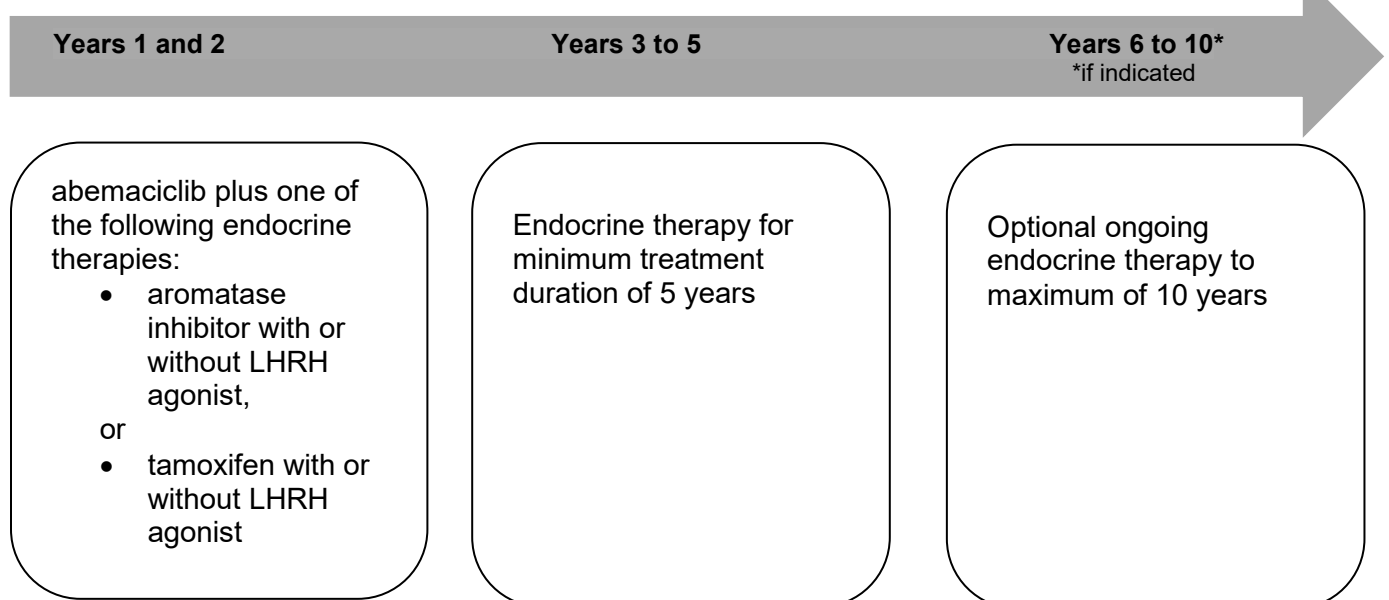 Years 1 and 2
Years 3 to 5
Years 6 to 10*
*if indicated
abemaciclib plus one of
the following endocrine
therapies:
• aromatase
inhibitor with or
without LHRH
agonist,
or
• tamoxifen with or
without LHRH
agonist
Endocrine therapy for
minimum treatment
duration of 5 years
Optional ongoing
endocrine therapy to
maximum of 10 years